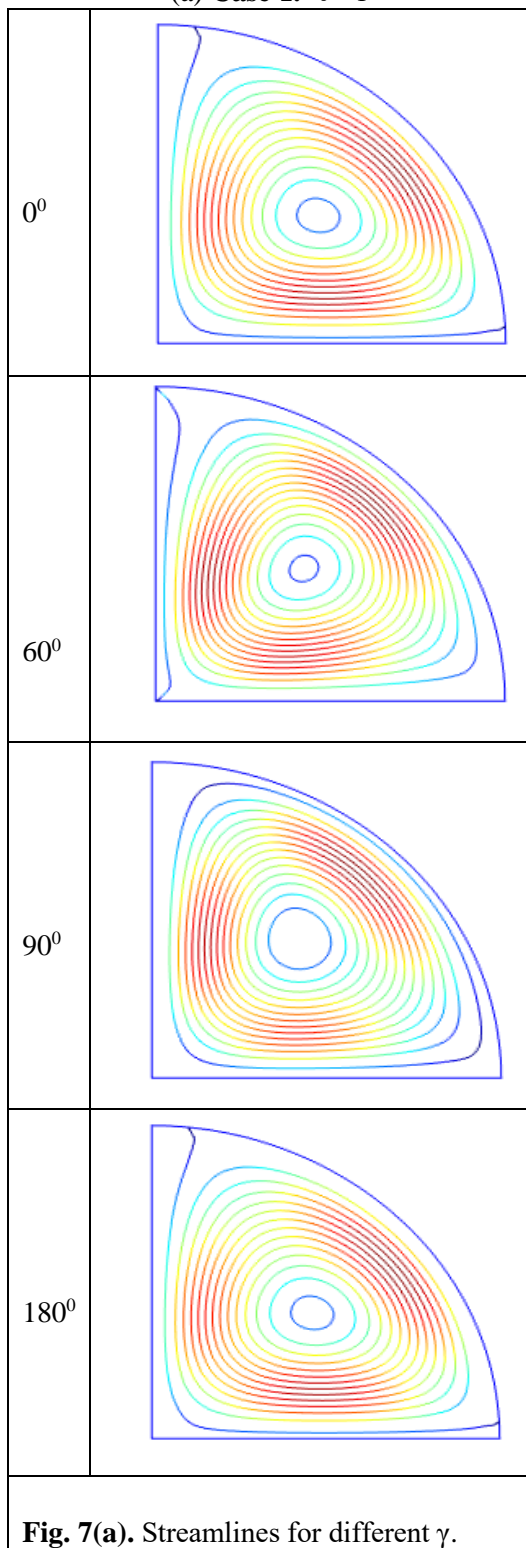 0⁰
60⁰
90⁰
180⁰
Fig. 7(a). Streamlines for different γ.